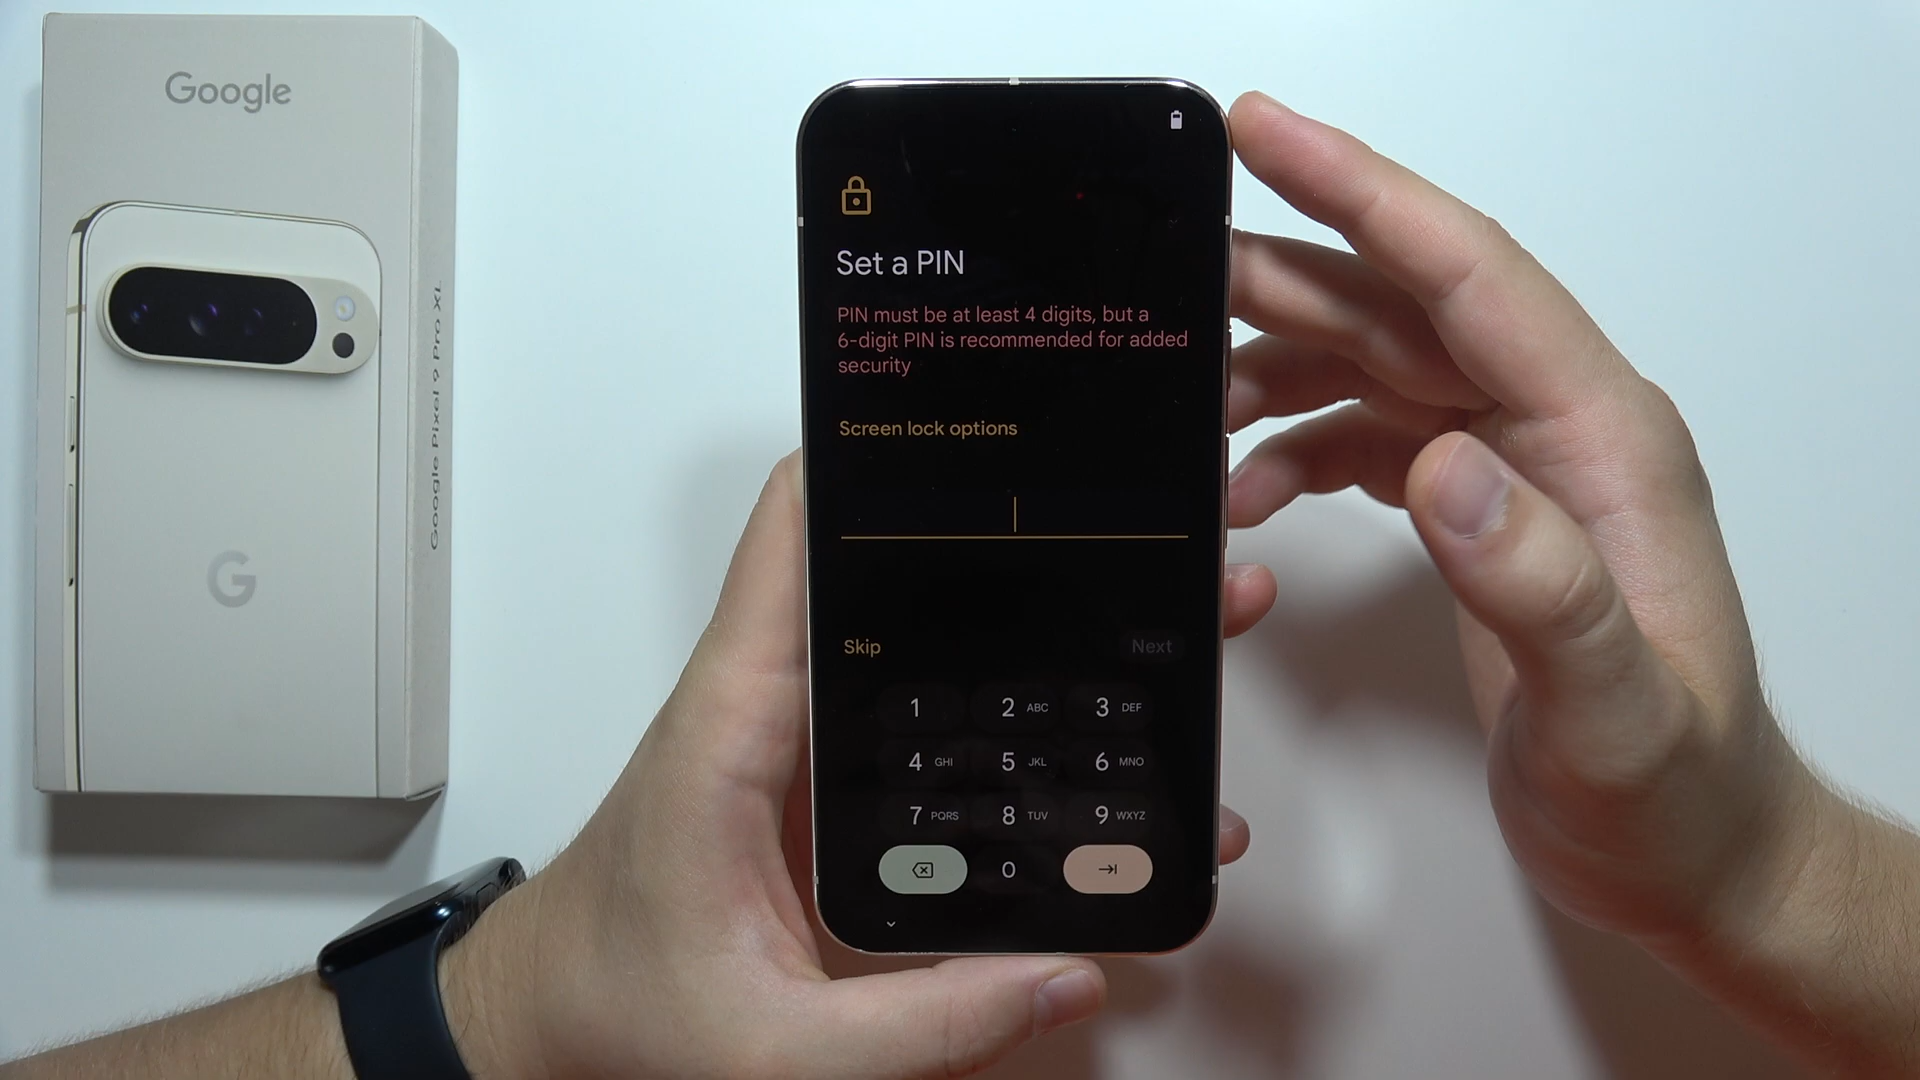 Google
Google Pixel 9 Pro XL
G
Set a PIN
PIN must be at least 4 digits, but a
6-digit PIN is recommended for added
security
Screen lock options
Skip
Next
1
2 ABC
3 DEF
4 GHI
5 JKL
6 MNO
7 PQRS
8 TUV
9 WXYZ
0